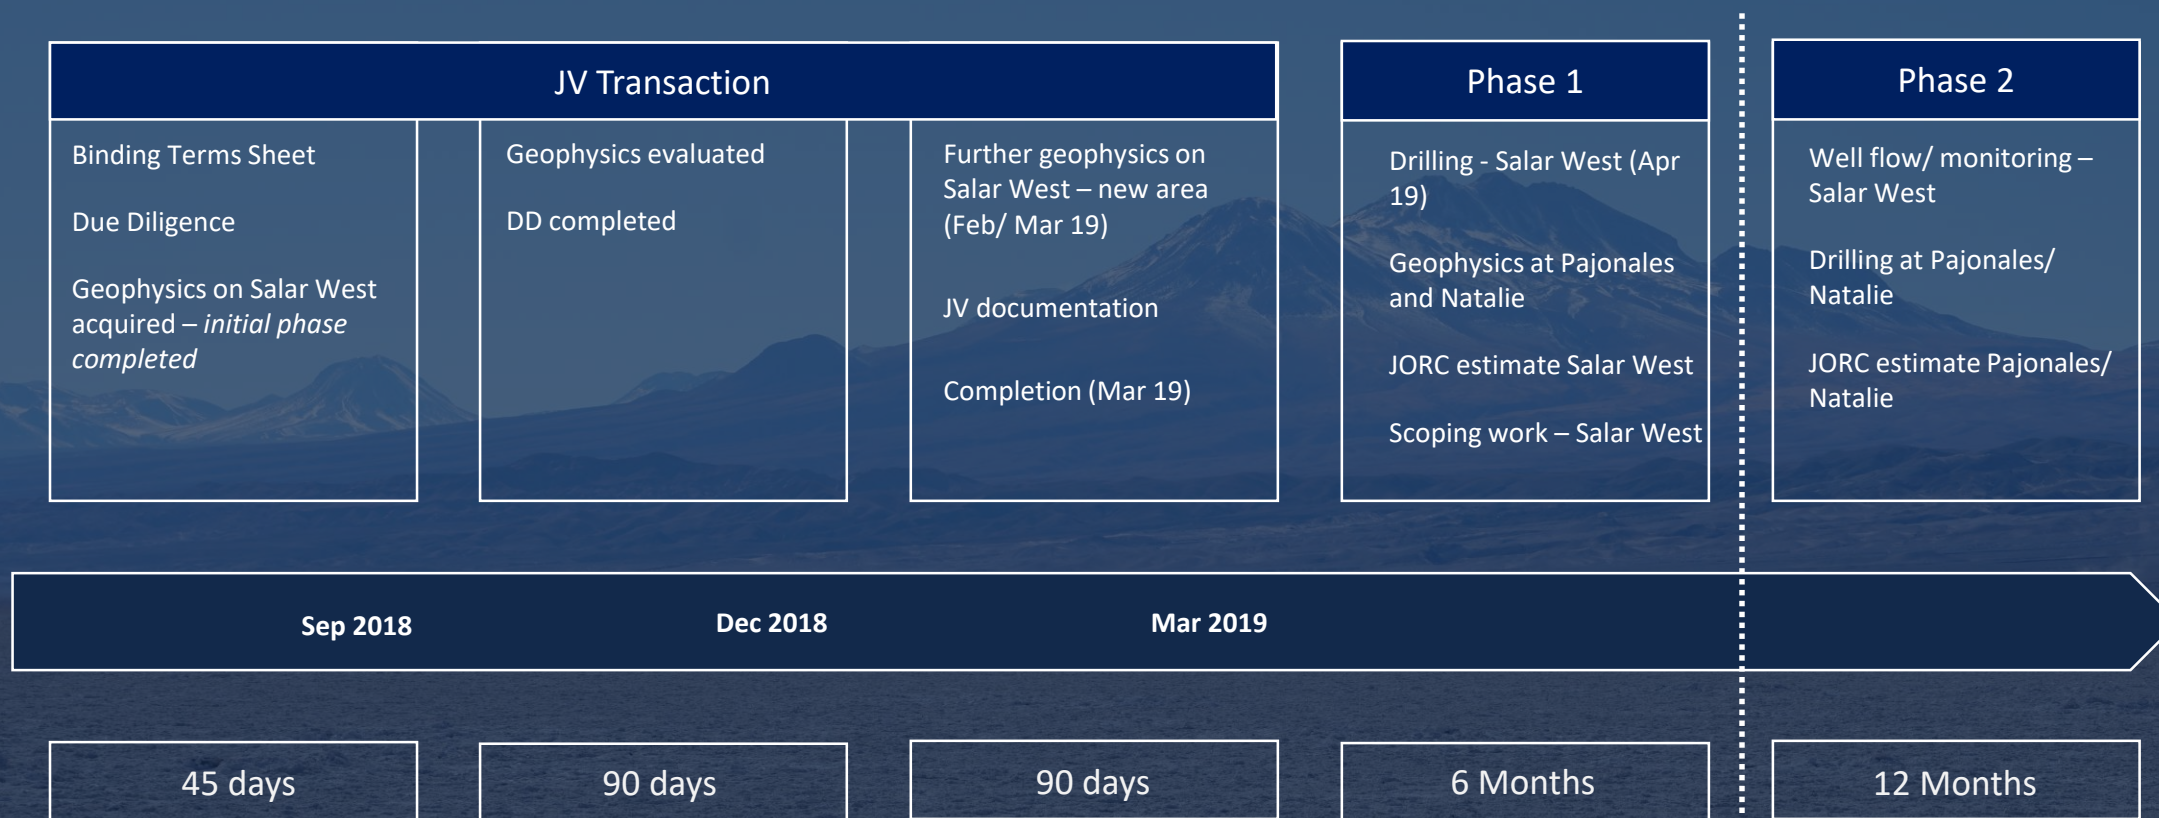 JV Transaction
Binding Terms Sheet
Due Diligence
Geophysics on Salar West
acquired – initial phase
completed
Geophysics evaluated
DD completed
Further geophysics on
Salar West – new area
(Feb/ Mar 19)
JV documentation
Completion (Mar 19)
Phase 1
Drilling - Salar West (Apr
19)
Geophysics at Pajonales
and Natalie
JORC estimate Salar West
Scoping work – Salar West
Phase 2
Well flow/ monitoring –
Salar West
Drilling at Pajonales/
Natalie
JORC estimate Pajonales/
Natalie
Sep 2018
Dec 2018
Mar 2019
45 days
90 days
90 days
6 Months
12 Months